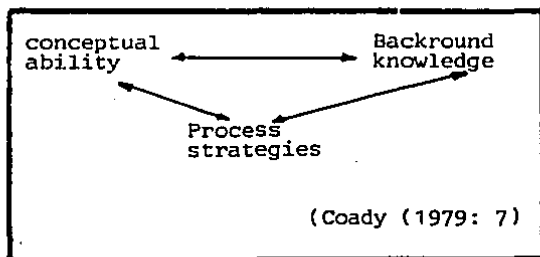 conceptual
ability
Backround
knowledge
Process
strategies
(Coady (1979: 7)